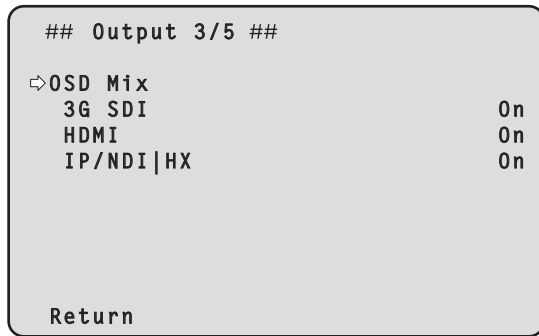 ## Output 3/5 ##
⇨OSD Mix
3G SDI On
HDMI On
IP/NDI|HX On
Return